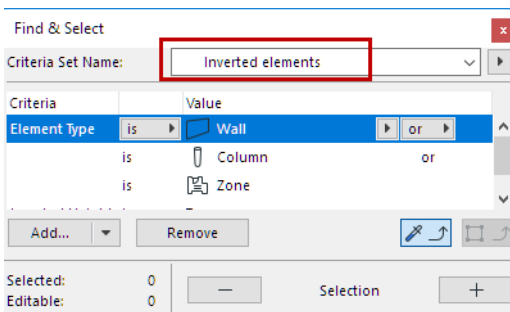 Find & Select
x
Criteria Set Name: Inverted elements
Criteria Value
Element Type is Wall or
is Column or
is Zone
Add... Remove
Selected: 0
Editable: 0
— Selection +